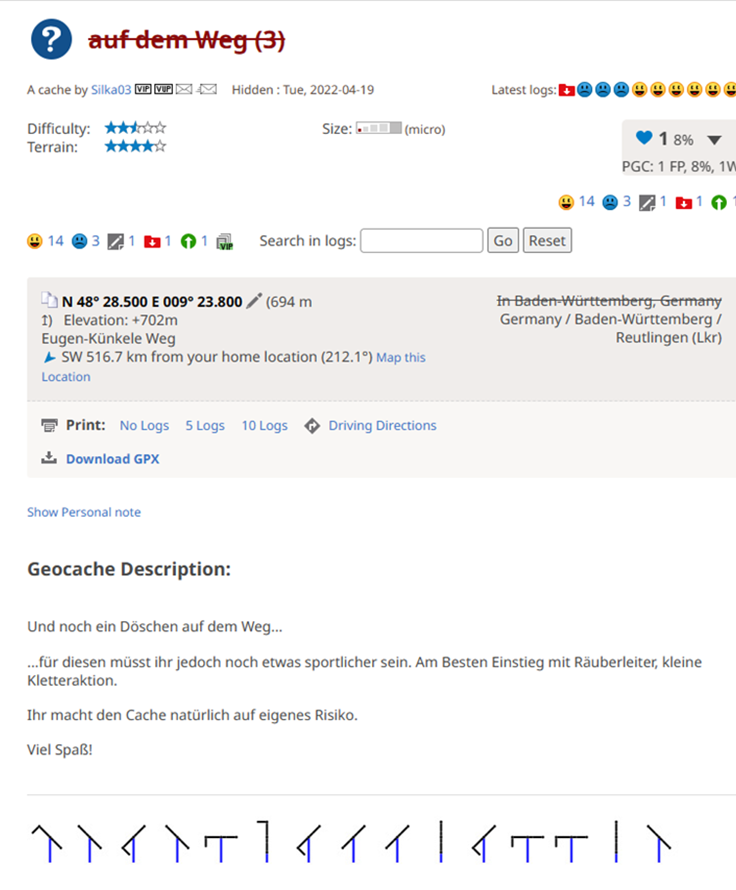 auf dem Weg (3)
A cache by Silka03 VIP VUP Hidden : Tue, 2022-04-19 Latest logs:
Difficulty:
Size: (micro)
Terrain:
1 8%
PGC: 1 FP, 8%, 1W
14 3 1 1 1
14 3 1 1 VIP Search in logs: Go Reset
N 48° 28.500 E 009° 23.800 (694 m
In Baden-Württemberg, Germany
↕) Elevation: +702m
Germany / Baden-Württemberg /
Eugen-Künkele Weg
Reutlingen (Lkr)
SW 516.7 km from your home location (212.1°) Map this
Location
Print: No Logs 5 Logs 10 Logs Driving Directions
Download GPX
Show Personal note
Geocache Description:
Und noch ein Döschen auf dem Weg...
...für diesen müsst ihr jedoch noch etwas sportlicher sein. Am Besten Einstieg mit Räuberleiter, kleine
Kletteraktion.
Ihr macht den Cache natürlich auf eigenes Risiko.
Viel Spaß!